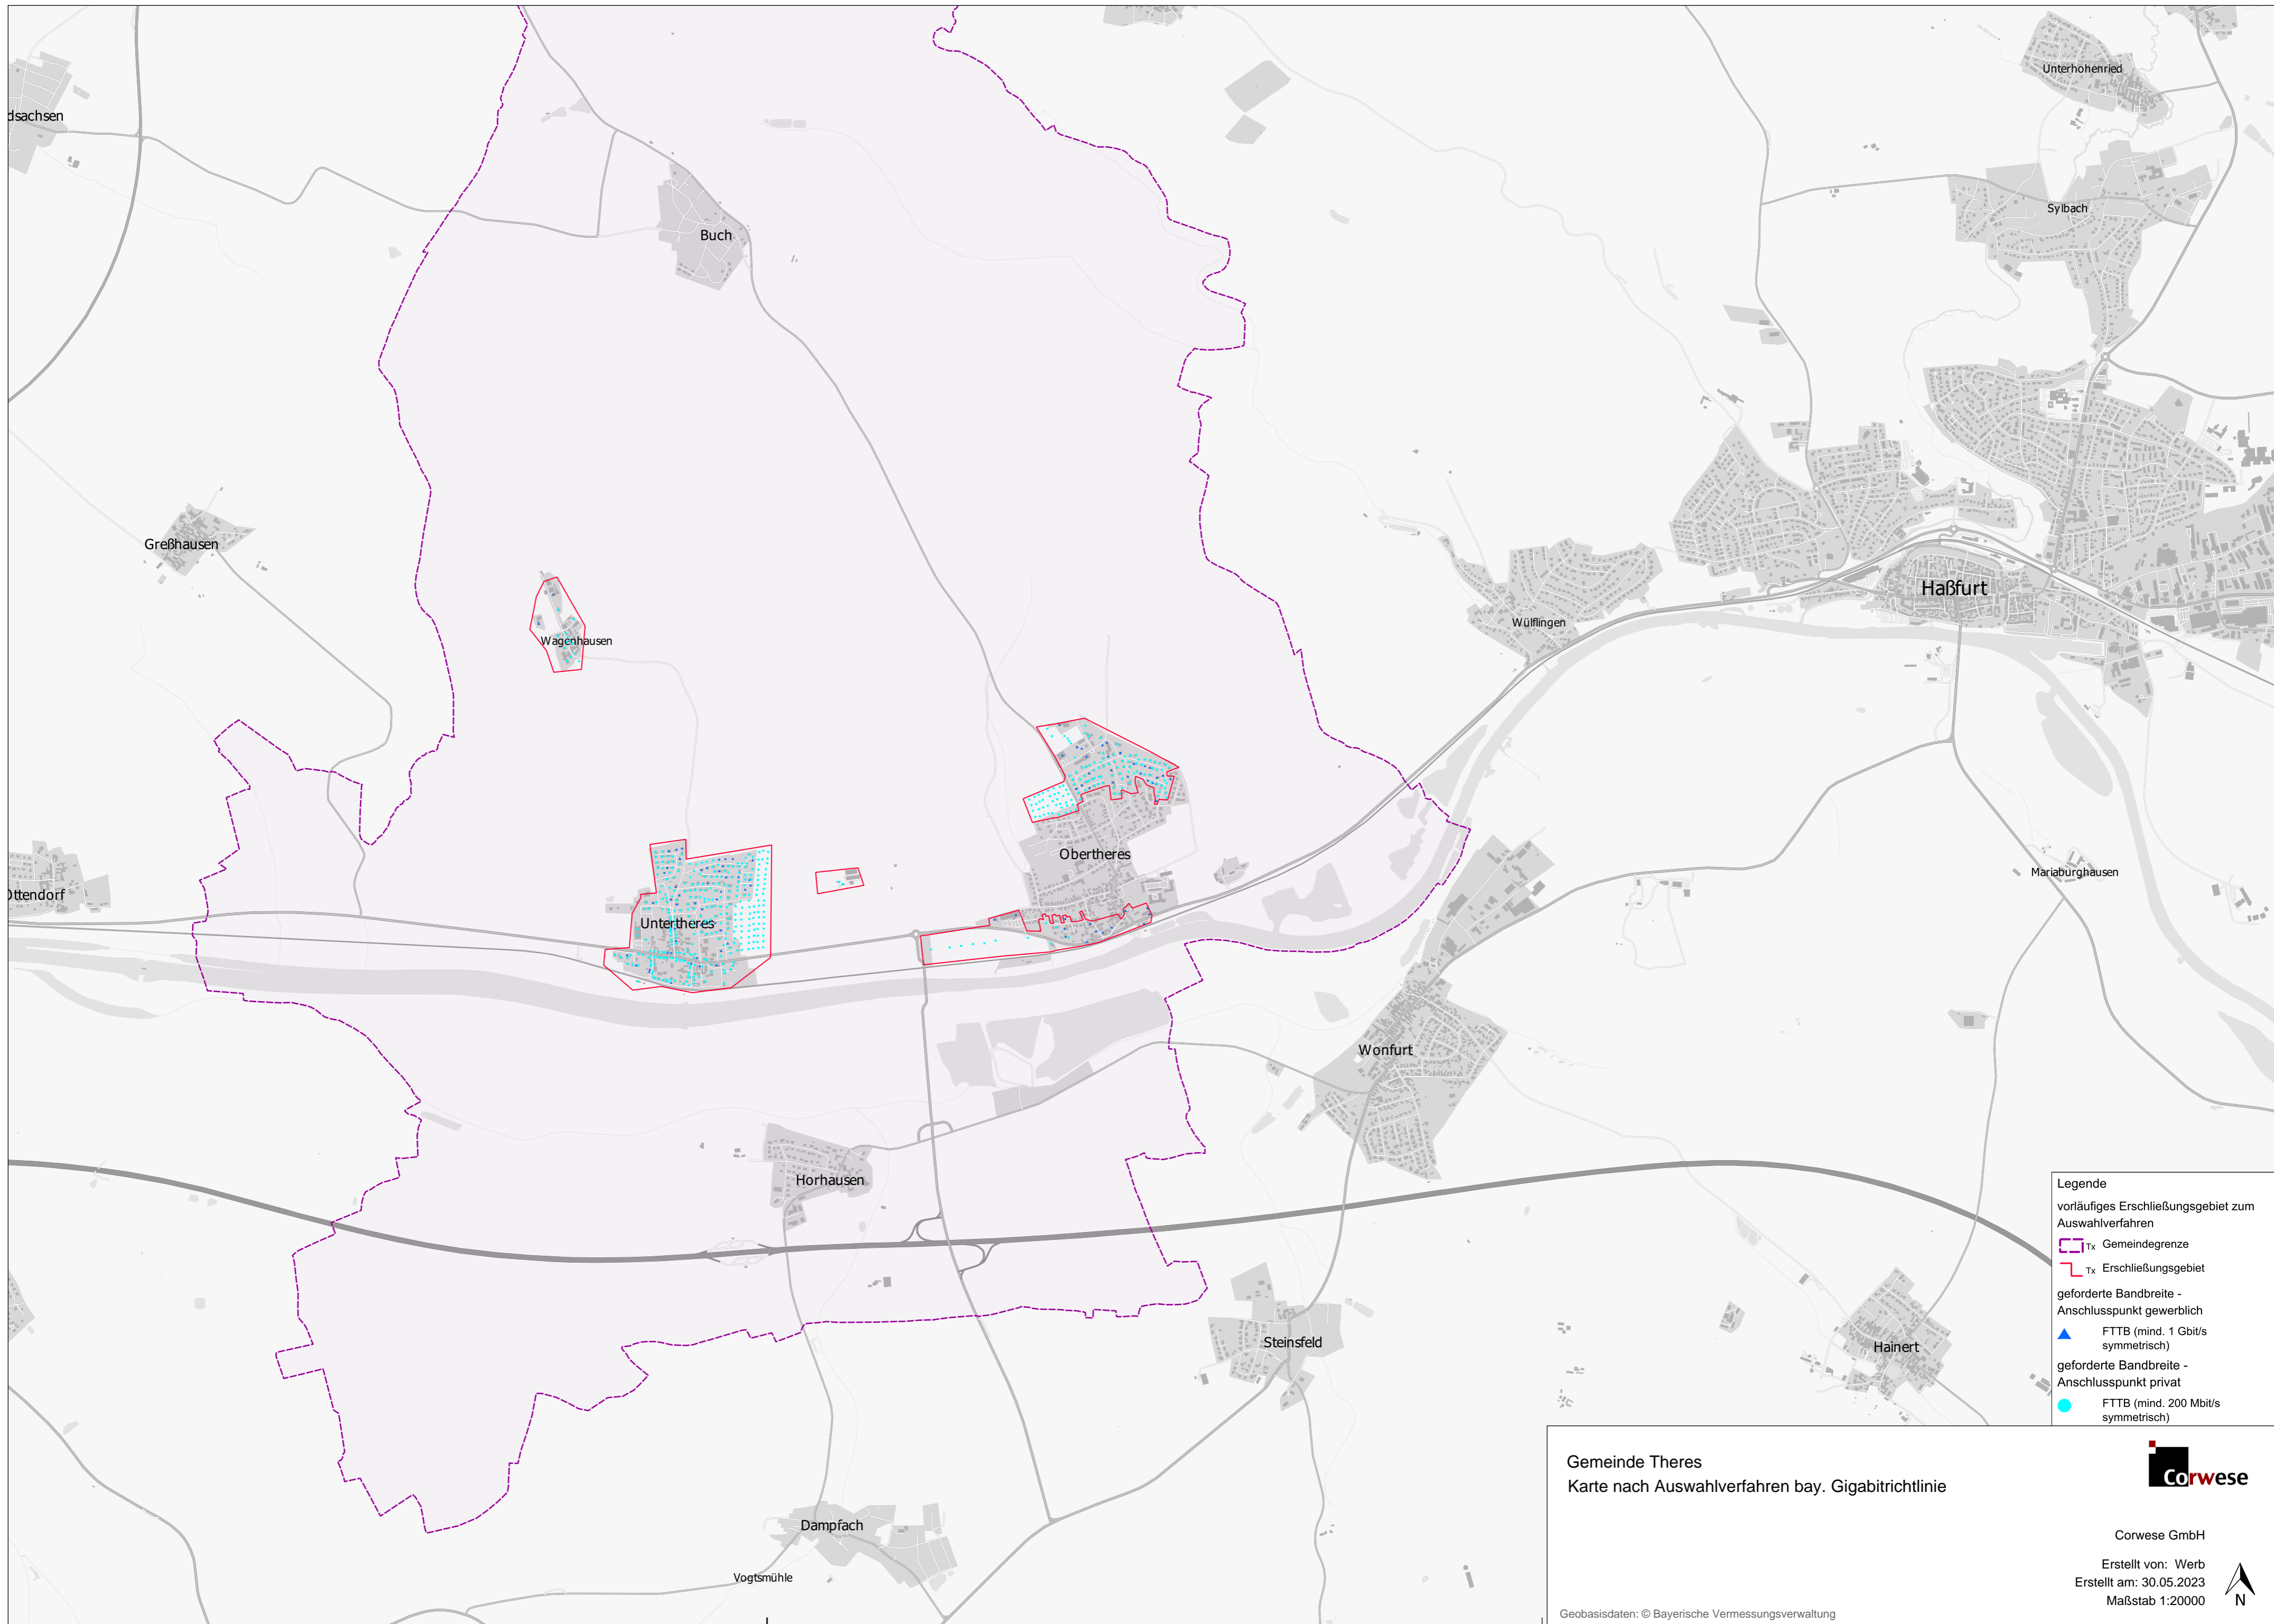 Unterhohenried
dsachsen
Sylbach
Buch
Greßhausen
Haßfurt
Wülflingen
Wagenhausen
Obertheres
Mariaburghausen
Ottendorf
Untertheres
Wonfurt
Horhausen
Steinsfeld
Hainert
Dampfach
Vogtsmühle
Legende
vorläufiges Erschließungsgebiet zum
Auswahlverfahren
Tx Gemeindegrenze
Tx Erschließungsgebiet
geforderte Bandbreite -
Anschlusspunkt gewerblich
FTTB (mind. 1 Gbit/s
symmetrisch)
geforderte Bandbreite -
Anschlusspunkt privat
FTTB (mind. 200 Mbit/s
symmetrisch)
Gemeinde Theres
Karte nach Auswahlverfahren bay. Gigabitrichtlinie
Corwese
Corwese GmbH
Erstellt von: Werb
Erstellt am: 30.05.2023
Maßstab 1:20000
N
Geobasisdaten: © Bayerische Vermessungsverwaltung